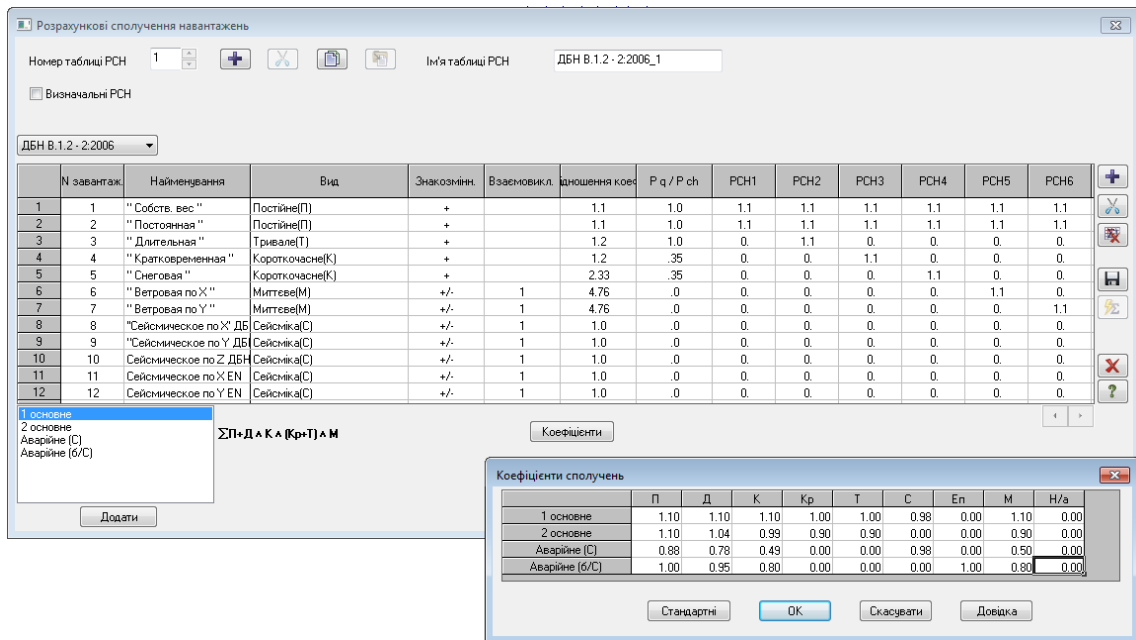 Розрахункові сполучення навантажень
Номер таблиці РСН 1 Ім'я таблиці РСН ДБН В.1.2 - 2:2006_1
Визначальні РСН
ДБН В.1.2 - 2:2006
N завантаж. Найменування Вид Знакозмінн. Взаємовикл. ідношення коеф P q / P ch РСН1 РСН2 РСН3 РСН4 РСН5 РСН6
1 1 " Собств. вес " Постійне(П) + 1.1 1.0 1.1 1.1 1.1 1.1 1.1 1.1
2 2 " Постоянная " Постійне(П) + 1.1 1.0 1.1 1.1 1.1 1.1 1.1 1.1
3 3 " Длительная " Тривале(Т) + 1.2 1.0 0. 1.1 0. 0. 0. 0.
4 4 " Кратковременная " Короткочасне(К) + 1.2 .35 0. 0. 1.1 0. 0. 0.
5 5 " Снеговая " Короткочасне(К) + 2.33 .35 0. 0. 0. 1.1 0. 0.
6 6 " Ветровая по X " Миттєве(М) +/- 1 4.76 .0 0. 0. 0. 0. 1.1 0.
7 7 " Ветровая по Y " Миттєве(М) +/- 1 4.76 .0 0. 0. 0. 0. 0. 1.1
8 8 "Сейсмическое по X' ДБ Сейсміка(С) +/- 1 1.0 .0 0. 0. 0. 0. 0. 0.
9 9 "Сейсмическое по Y ДБІ Сейсміка(С) +/- 1 1.0 .0 0. 0. 0. 0. 0. 0.
10 10 Сейсмическое по Z ДБН Сейсміка(С) +/- 1 1.0 .0 0. 0. 0. 0. 0. 0.
11 11 Сейсмическое по X EN Сейсміка(С) +/- 1 1.0 .0 0. 0. 0. 0. 0. 0.
12 12 Сейсмическое по Y EN Сейсміка(С) +/- 1 1.0 .0 0. 0. 0. 0. 0. 0.
1 основне
2 основне
Аварійне (С)
Аварійне (б/С)
∑П+Д ∧ К ∧ (Кр+Т) ∧ М
Коефіцієнти
Додати
Коефіцієнти сполучень
П Д К Кр Т С Еп М Н/а
1 основне 1.10 1.10 1.10 1.00 1.00 0.98 0.00 1.10 0.00
2 основне 1.10 1.04 0.99 0.90 0.90 0.00 0.00 0.90 0.00
Аварійне (С) 0.88 0.78 0.49 0.00 0.00 0.98 0.00 0.50 0.00
Аварійне (б/С) 1.00 0.95 0.80 0.00 0.00 0.00 1.00 0.80 0.00
Стандартні OK Скасувати Довідка